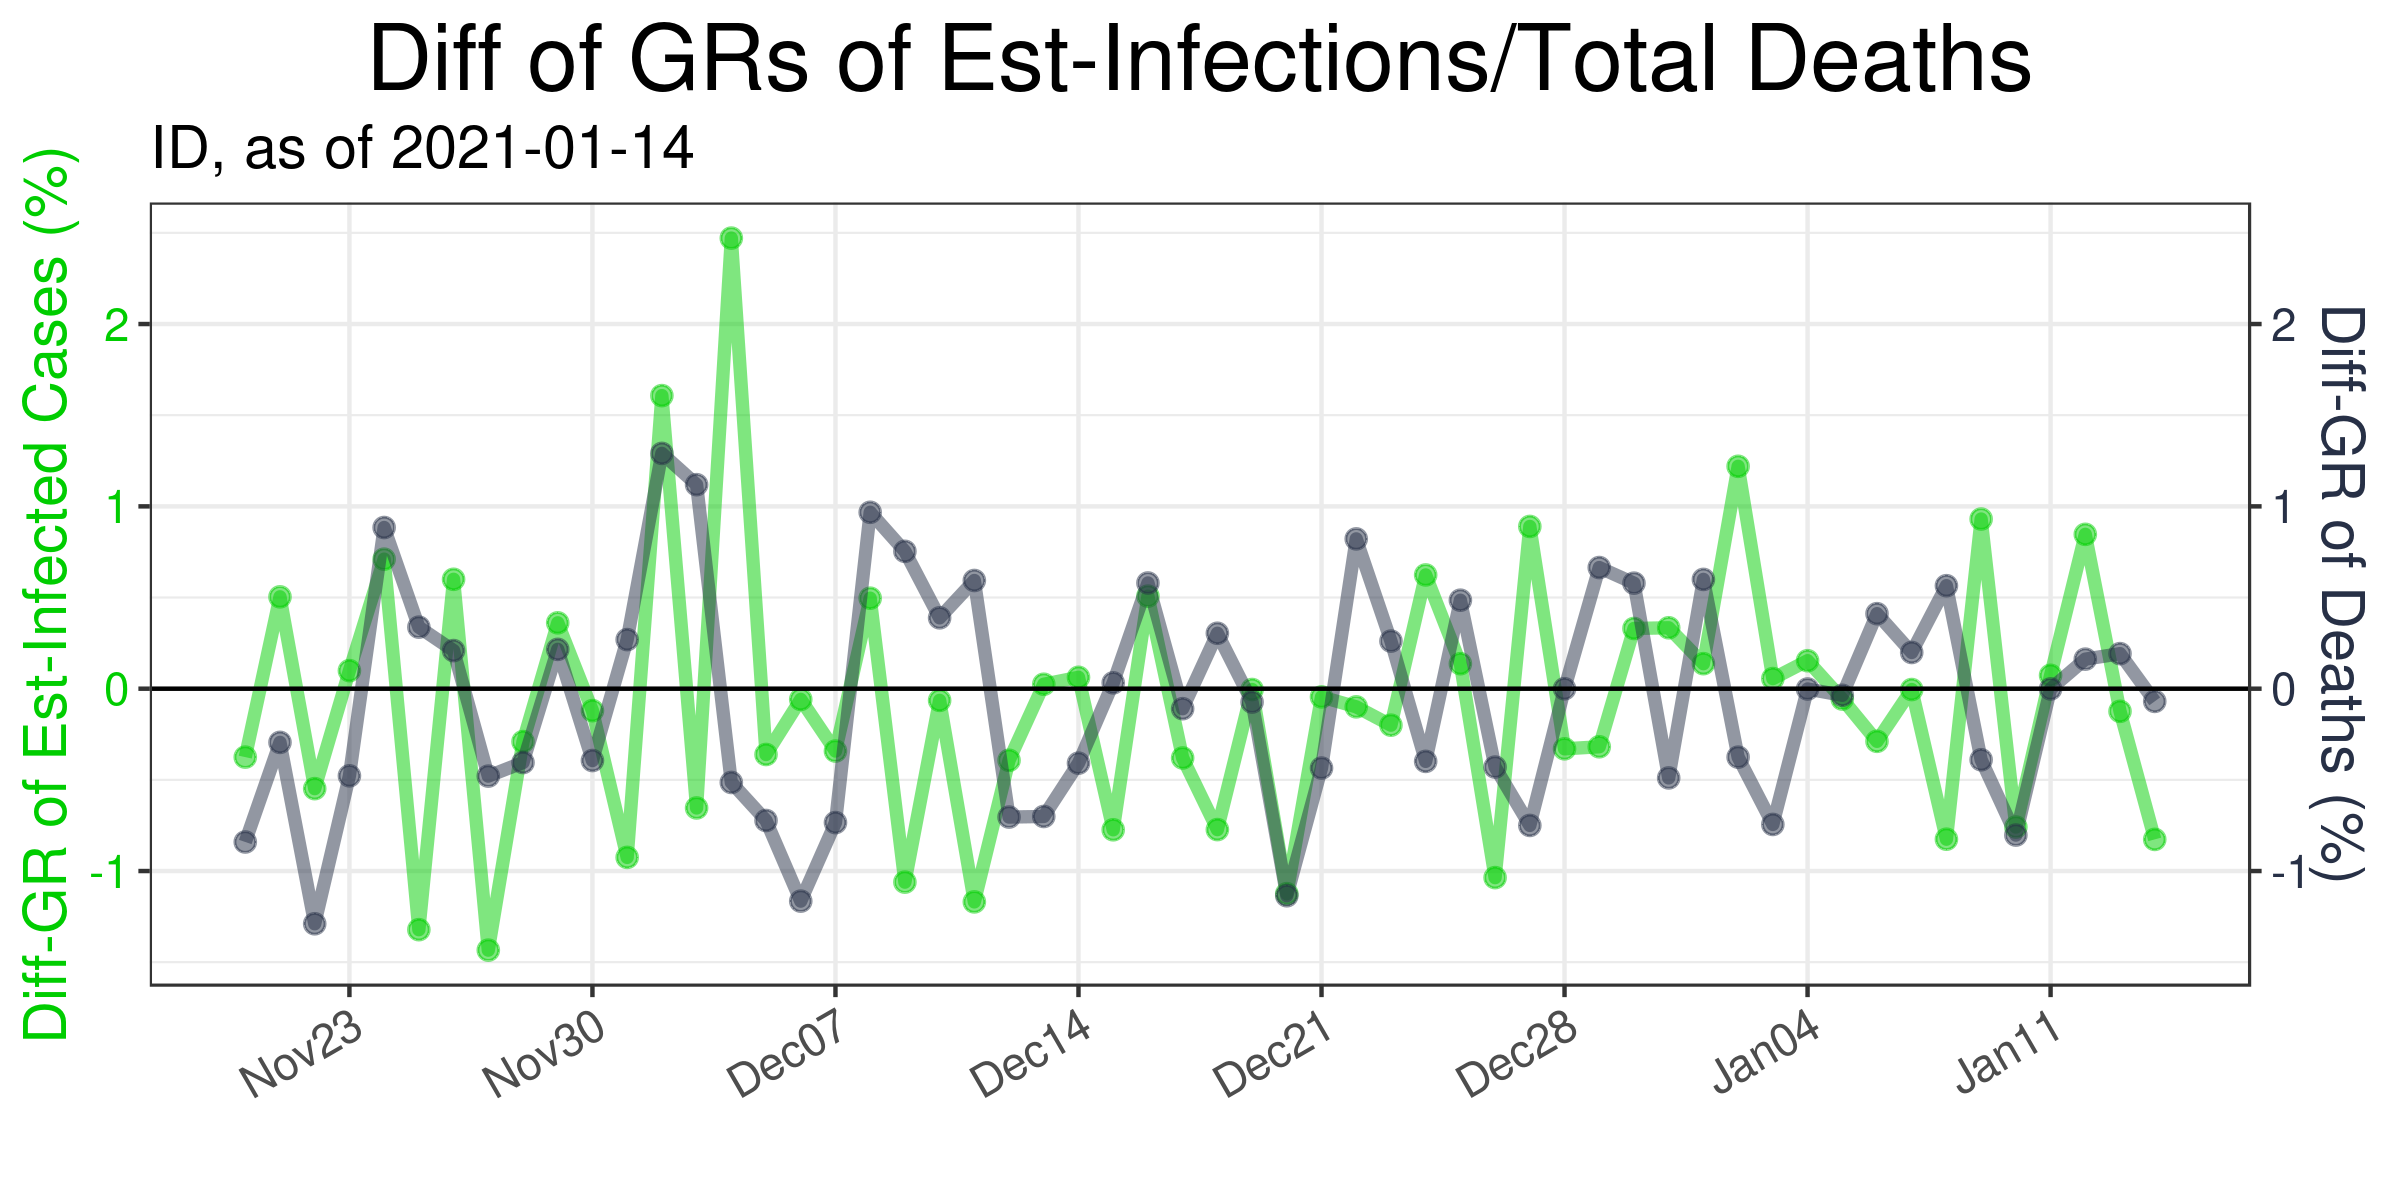 Diff of GRs of Est-Infections/Total Deaths
ID, as of 2021-01-14
Diff-GR of Est-Infected Cases (%)
2
1
0
-1
2
1
0
-1
Diff-GR of Deaths (%)
Nov23
Nov30
Dec07
Dec14
Dec21
Dec28
Jan04
Jan11